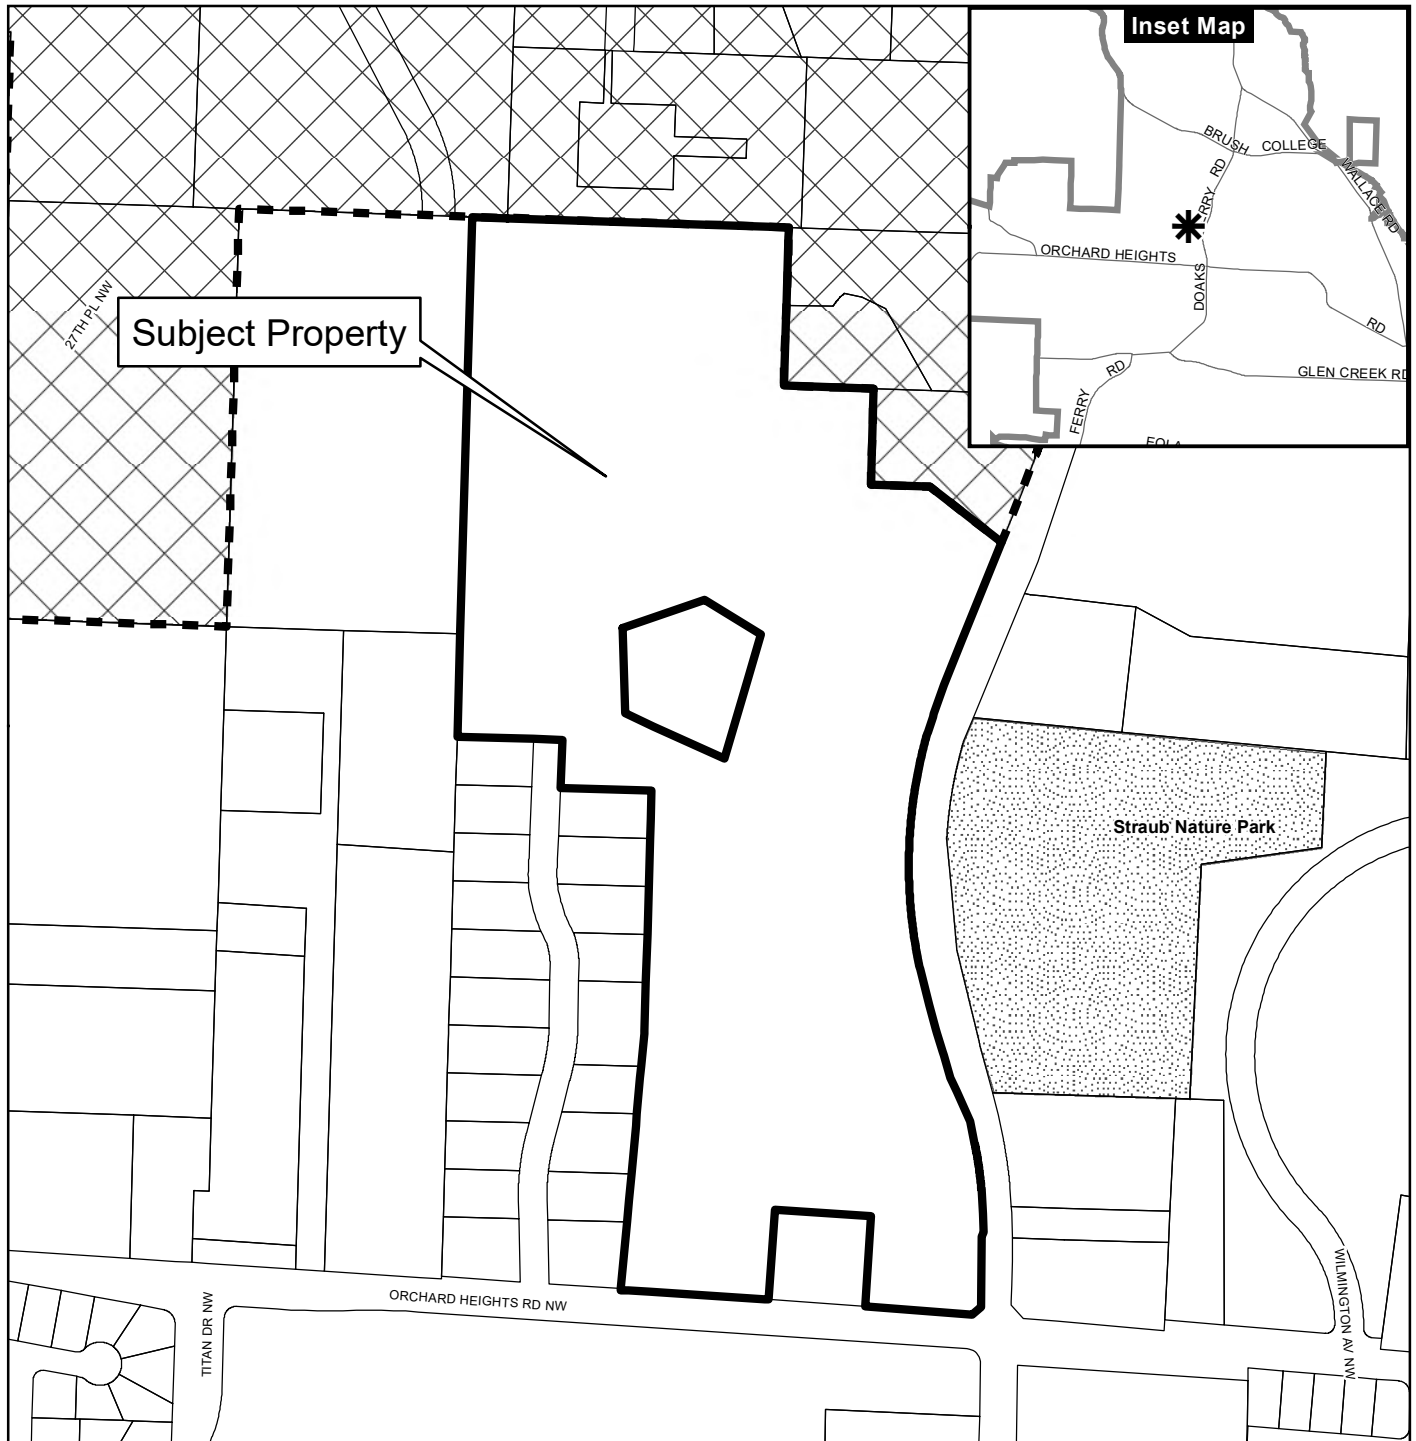 Inset Map
BRUSH COLLEGE
WALLACE RD
RD
ORCHARD HEIGHTS
DOAKS
RD
RD
GLEN CREEK RD
FERRY
27TH PL NW
Subject Property
Straub Nature Park
ORCHARD HEIGHTS RD NW
TITAN DR NW
WILMINGTON AV NW